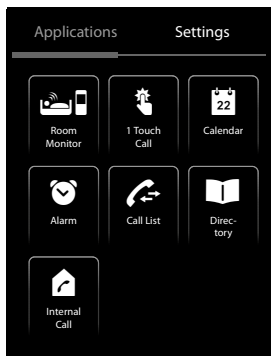 Applications Settings
Room
Monitor
1 Touch
Call
22
Calendar
Alarm
Call List
Direc-
tory
Internal
Call